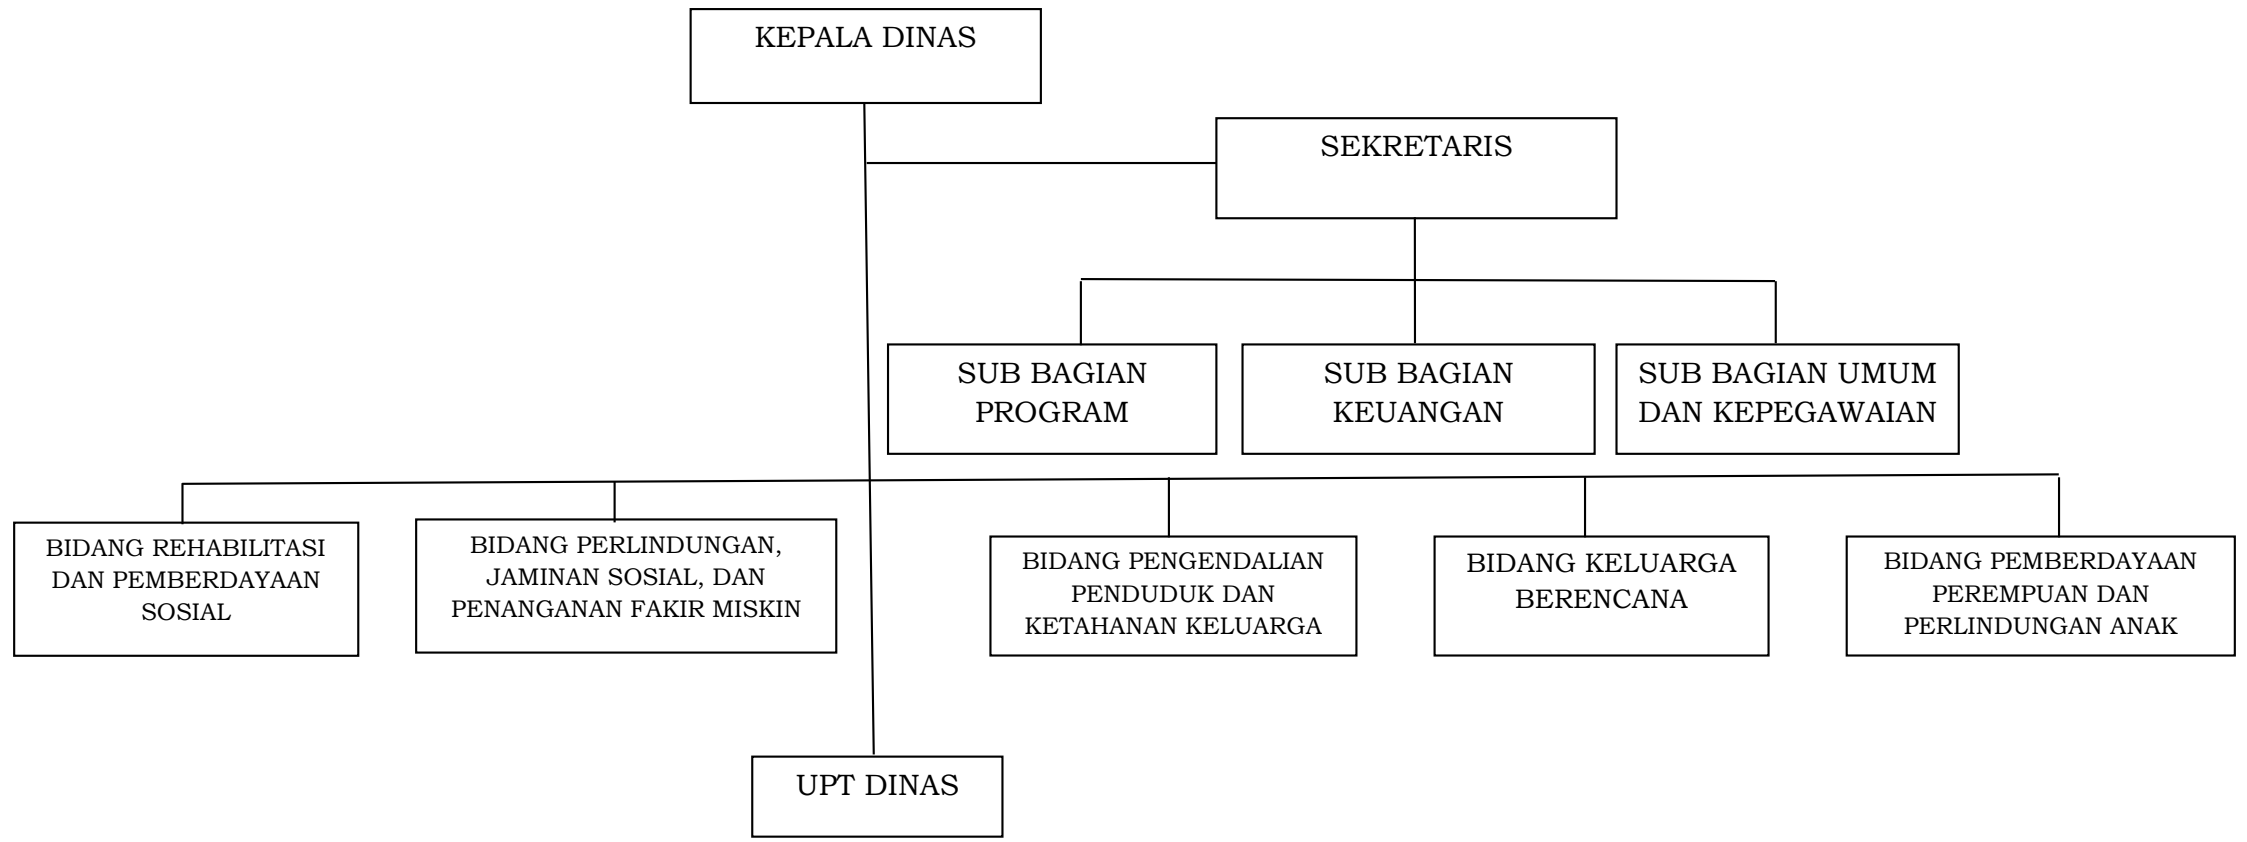 KEPALA DINAS
SEKRETARIS
SUB BAGIAN
PROGRAM
SUB BAGIAN
KEUANGAN
SUB BAGIAN UMUM
DAN KEPEGAWAIAN
BIDANG REHABILITASI
DAN PEMBERDAYAAN
SOSIAL
BIDANG PERLINDUNGAN,
JAMINAN SOSIAL, DAN
PENANGANAN FAKIR MISKIN
BIDANG PENGENDALIAN
PENDUDUK DAN
KETAHANAN KELUARGA
BIDANG KELUARGA
BERENCANA
BIDANG PEMBERDAYAAN
PEREMPUAN DAN
PERLINDUNGAN ANAK
UPT DINAS